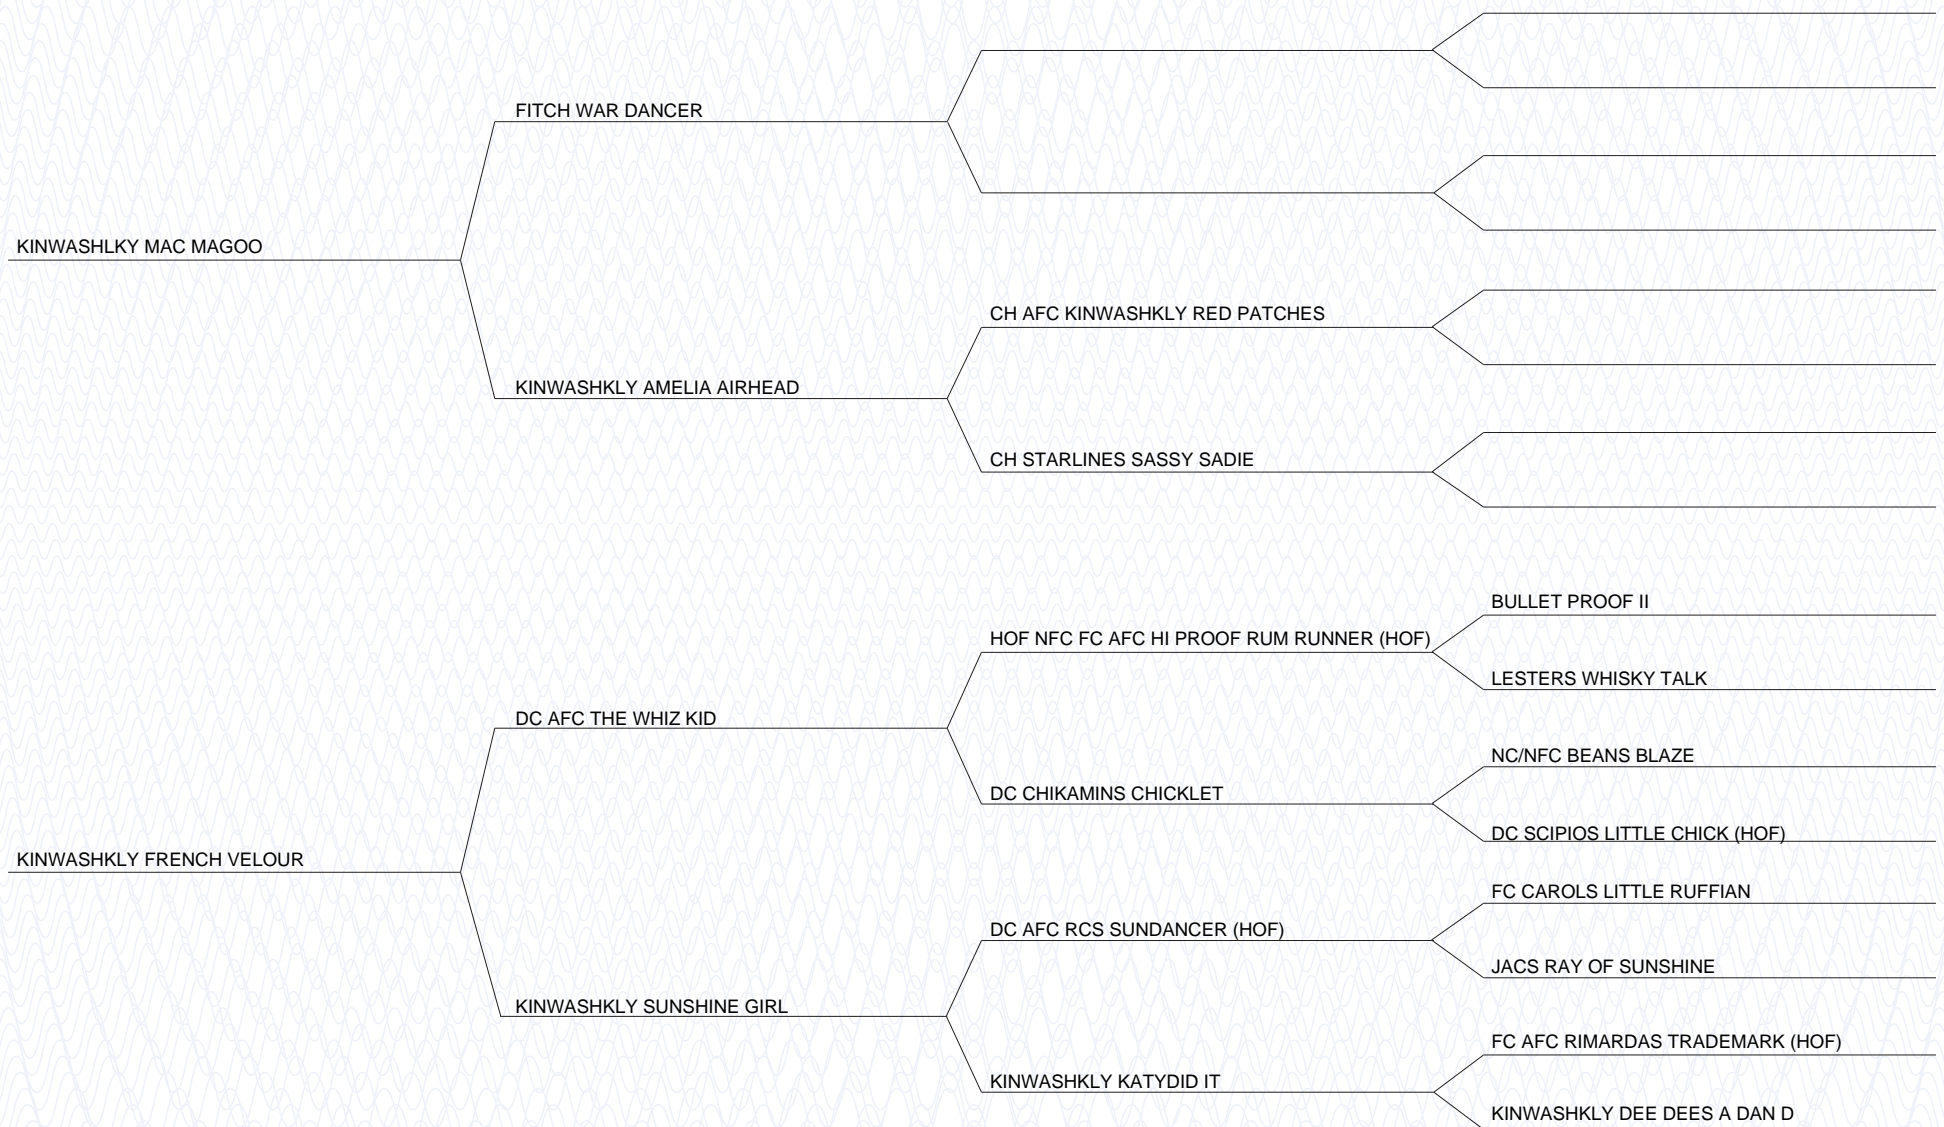 FITCH WAR DANCER
KINWASHLKY MAC MAGOO
CH AFC KINWASHKLY RED PATCHES
KINWASHKLY AMELIA AIRHEAD
CH STARLINES SASSY SADIE
BULLET PROOF II
HOF NFC FC AFC HI PROOF RUM RUNNER (HOF)
LESTERS WHISKY TALK
DC AFC THE WHIZ KID
NC/NFC BEANS BLAZE
DC CHIKAMINS CHICKLET
DC SCIPIOS LITTLE CHICK (HOF)
KINWASHKLY FRENCH VELOUR
FC CAROLS LITTLE RUFFIAN
DC AFC RCS SUNDANCER (HOF)
JACS RAY OF SUNSHINE
KINWASHKLY SUNSHINE GIRL
FC AFC RIMARDAS TRADEMARK (HOF)
KINWASHKLY KATYDID IT
KINWASHKLY DEE DEES A DAN D